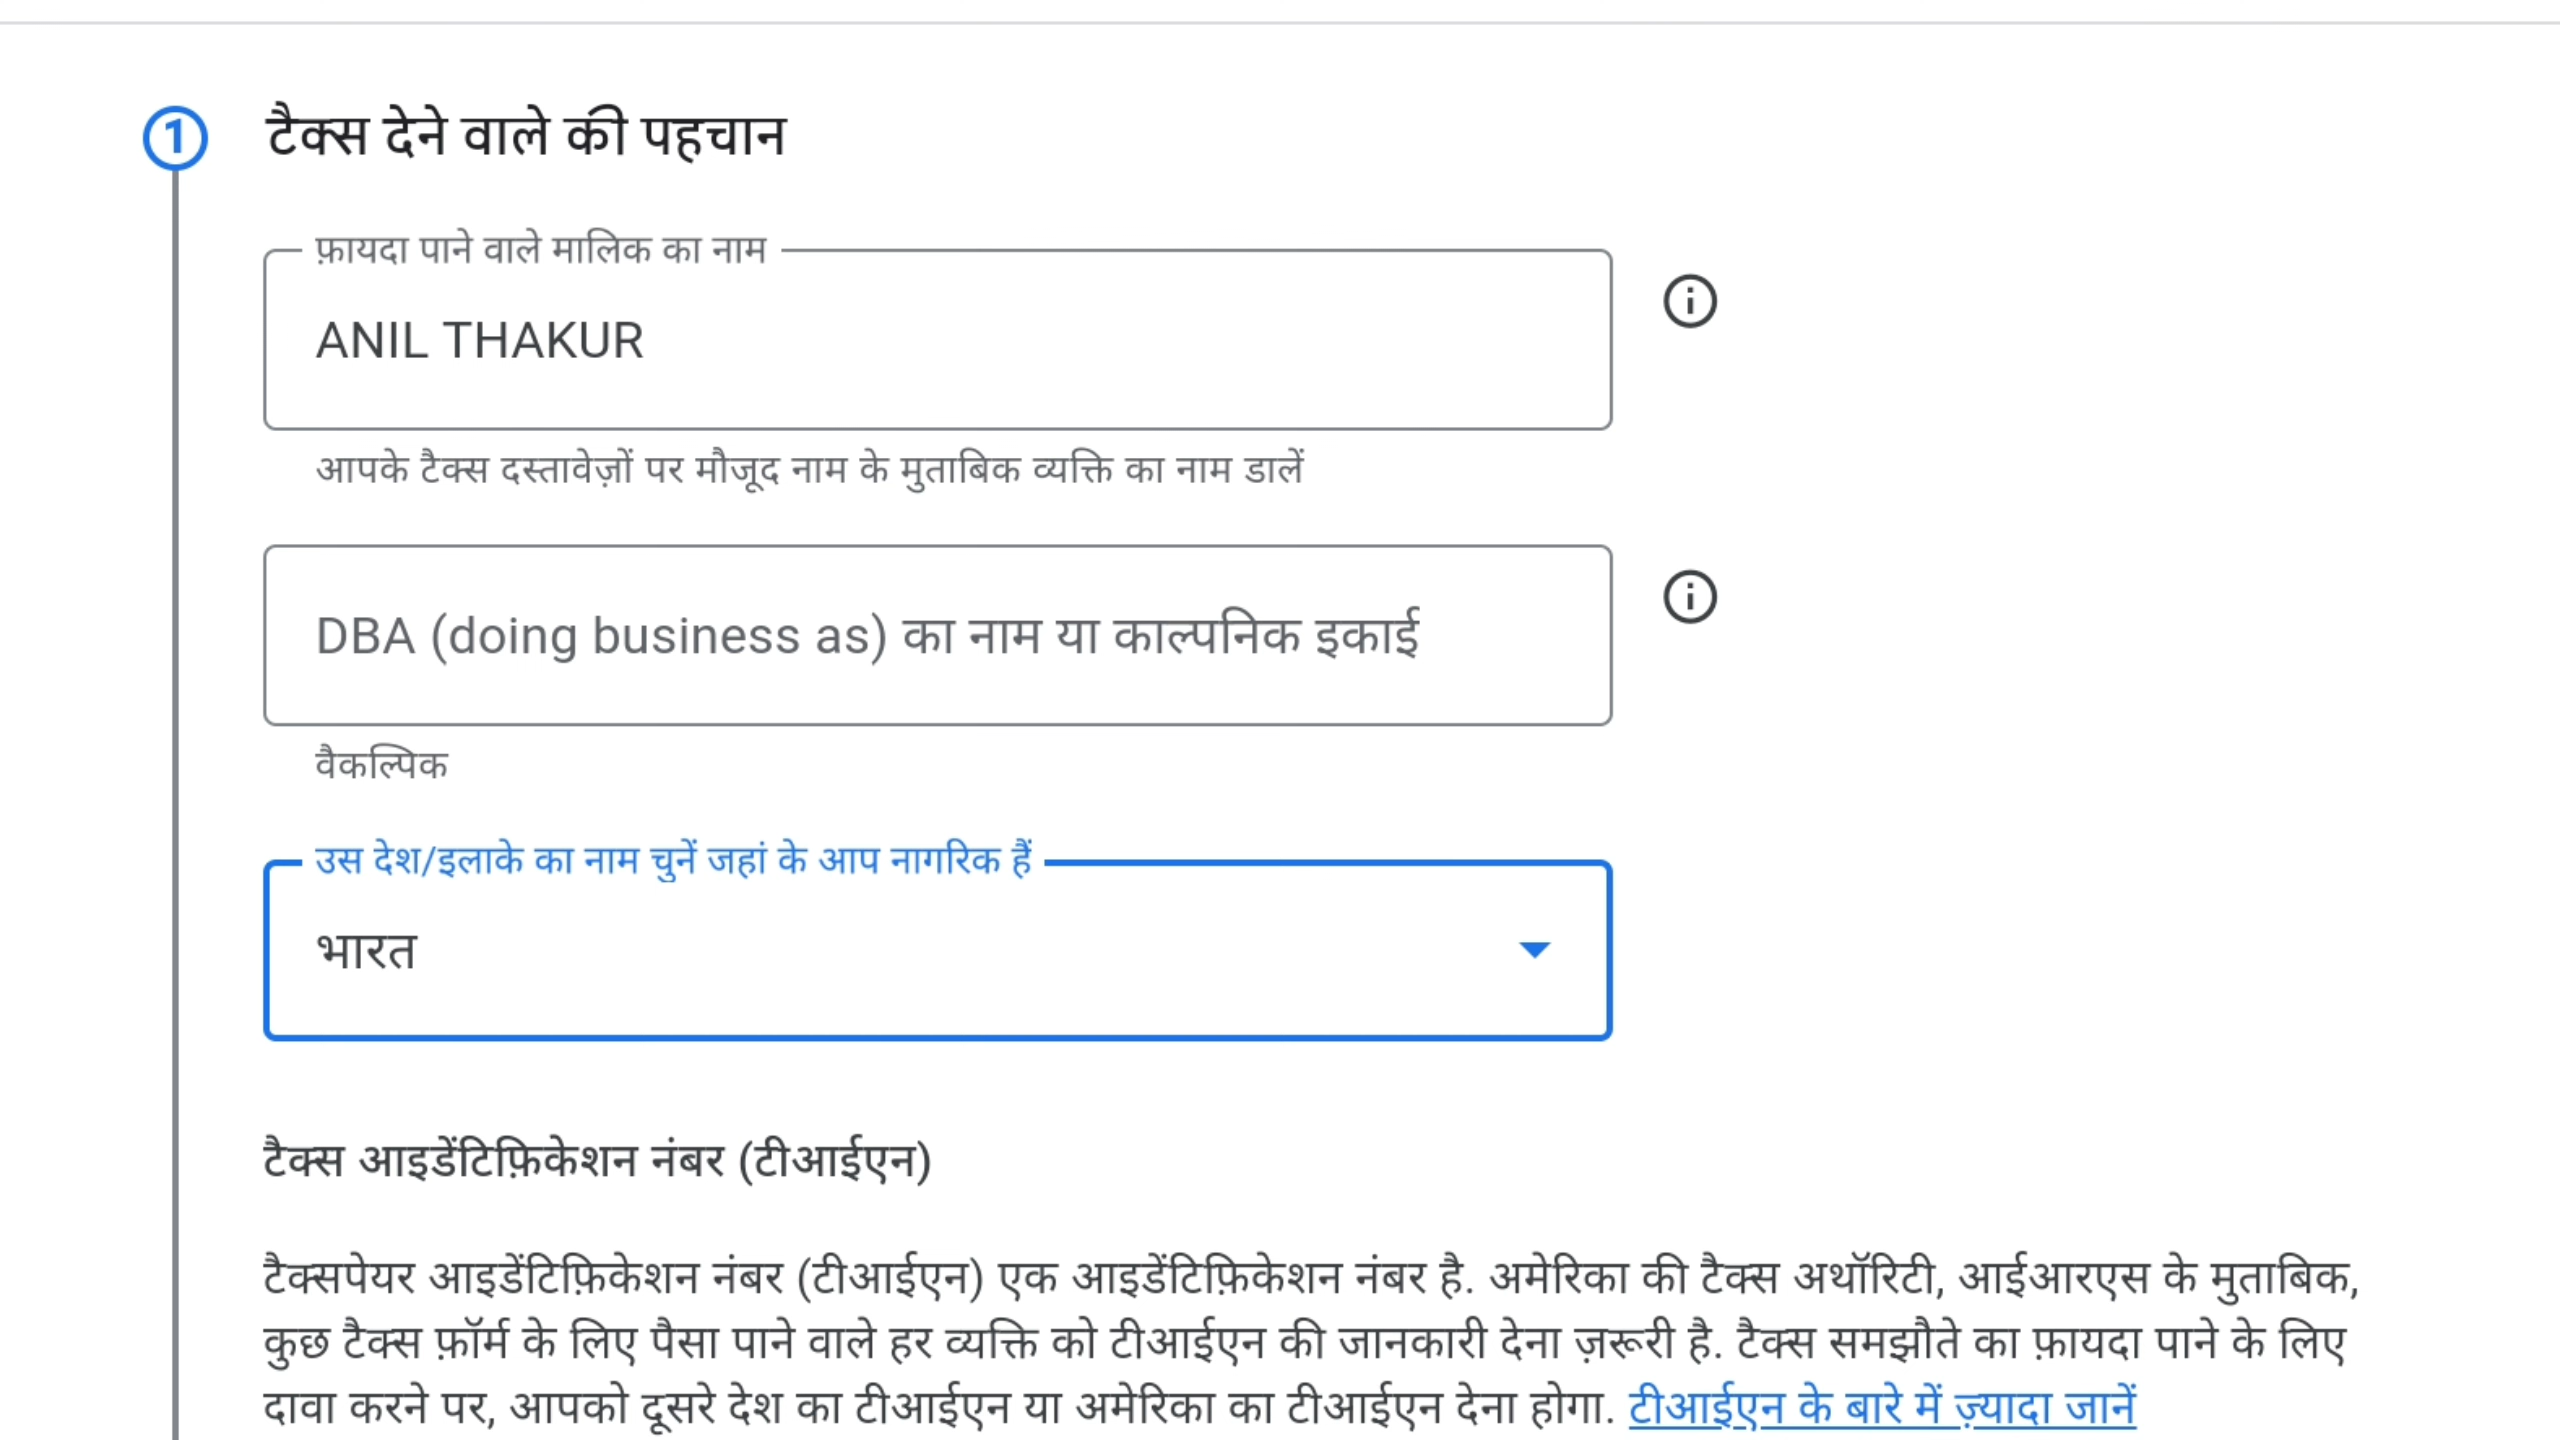 1
टैक्स देने वाले की पहचान
फ़ायदा पाने वाले मालिक का नाम
ANIL THAKUR
आपके टैक्स दस्तावेज़ों पर मौजूद नाम के मुताबिक व्यक्ति का नाम डालें
DBA (doing business as) का नाम या काल्पनिक इकाई
वैकल्पिक
उस देश/इलाके का नाम चुनें जहां के आप नागरिक हैं
भारत
टैक्स आइडेंटिफ़िकेशन नंबर (टीआईएन)
टैक्सपेयर आइडेंटिफ़िकेशन नंबर (टीआईएन) एक आइडेंटिफ़िकेशन नंबर है. अमेरिका की टैक्स अथॉरिटी, आईआरएस के मुताबिक,
कुछ टैक्स फ़ॉर्म के लिए पैसा पाने वाले हर व्यक्ति को टीआईएन की जानकारी देना ज़रूरी है. टैक्स समझौते का फ़ायदा पाने के लिए
दावा करने पर, आपको दूसरे देश का टीआईएन या अमेरिका का टीआईएन देना होगा. टीआईएन के बारे में ज़्यादा जानें